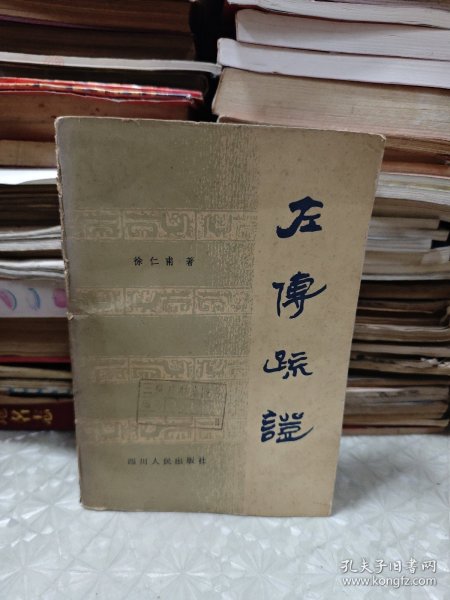 左傳疏證
徐仁甫 著
四川人民出版社
孔夫子旧书网
www.kongfz.com